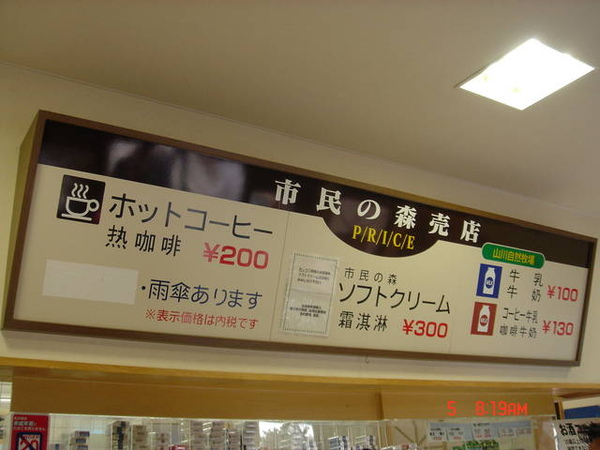 市民の森売店
P/R/I/C/E
ホットコーヒー
热咖啡 ¥200
・雨傘あります
※表示価格は内税です
市民の森
ソフトクリーム
霜淇淋 ¥300
山川自然牧場
牛乳
牛奶 ¥100
コーヒー牛乳
咖啡牛奶 ¥130
5 8:19AM